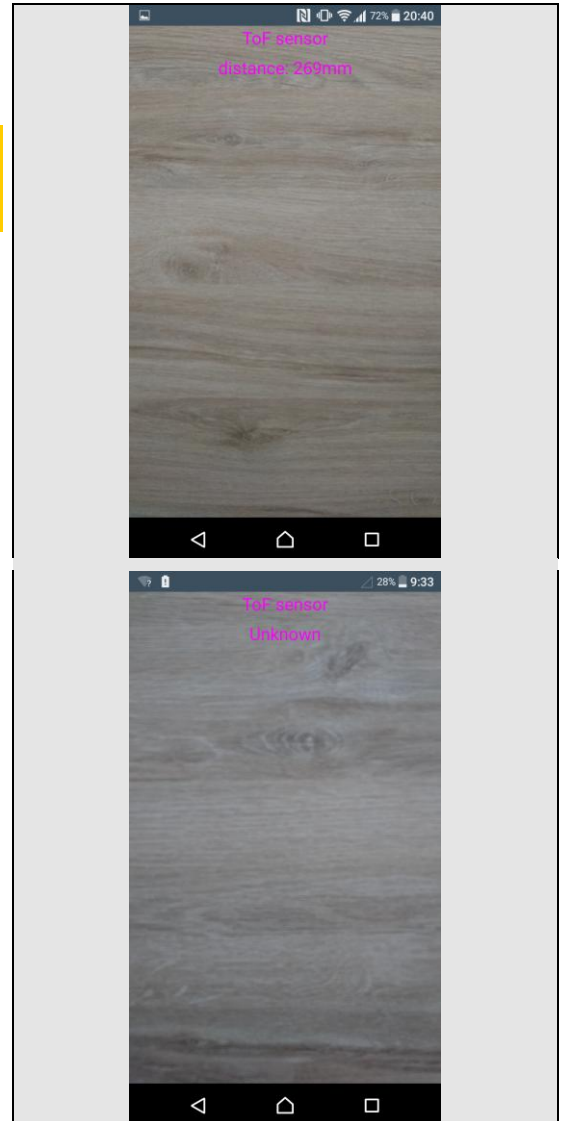 72% 20:40
ToF sensor
distance: 269mm
28% 9:33
ToF sensor
Unknown